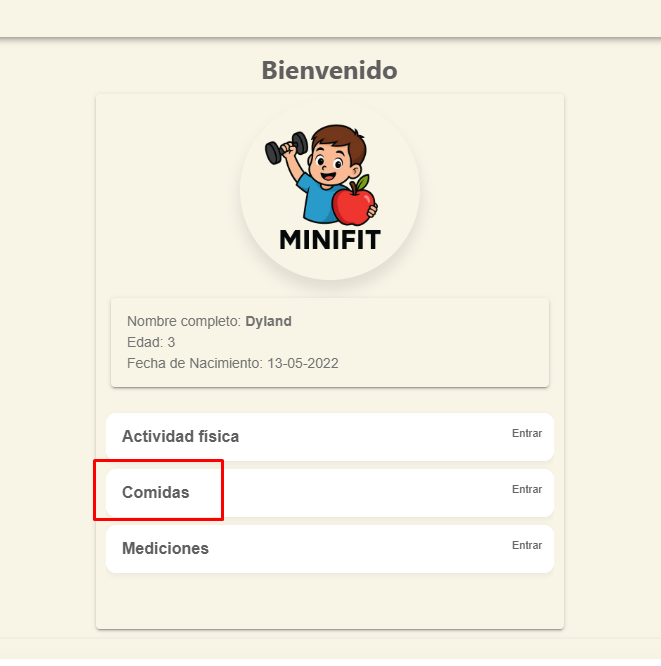 Bienvenido
MINIFIT
Nombre completo: Dyland
Edad: 3
Fecha de Nacimiento: 13-05-2022
Actividad física Entrar
Comidas Entrar
Mediciones Entrar